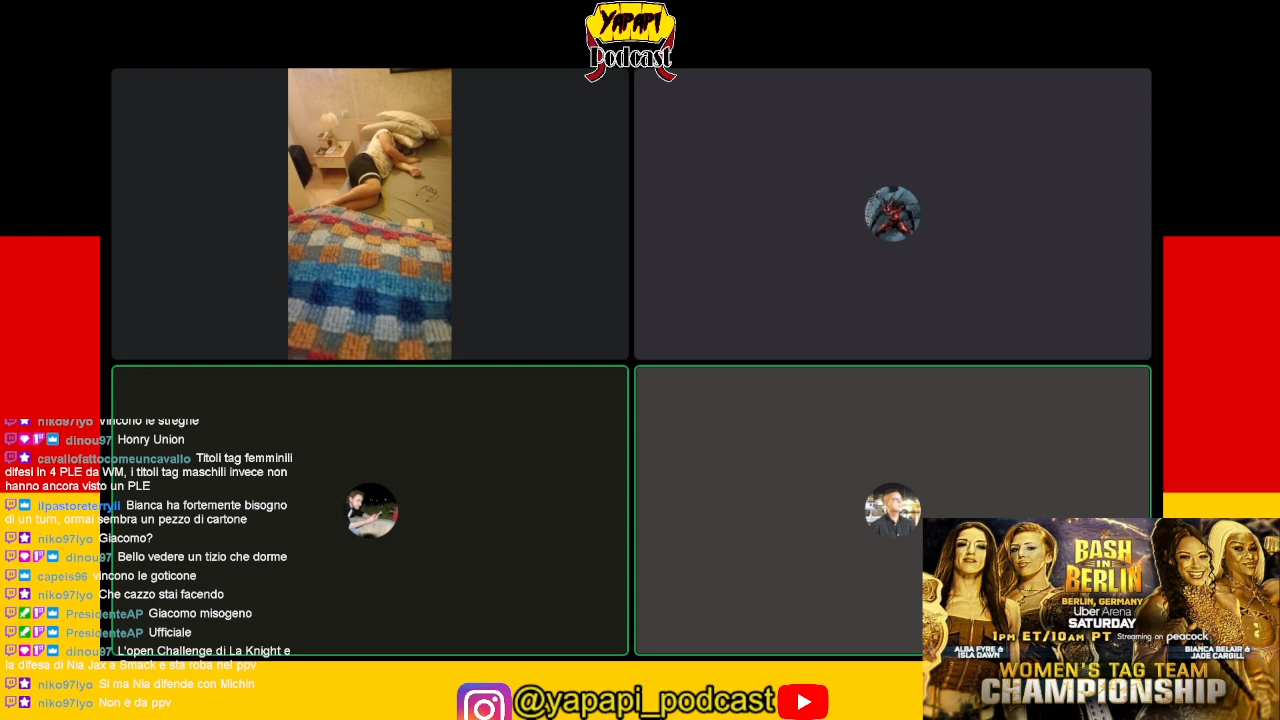 YAPAPI
Podcast
niko97lyo Vincono le streghe
dinou97 Honry Union
cavallofattocomeuncavallo Titoli tag femminili
difesi in 4 PLE da WM, i titoli tag maschili invece non
hanno ancora visto un PLE
ilpastoreterryii Bianca ha fortemente bisogno
di un turn, ormai sembra un pezzo di cartone
niko97lyo Giacomo?
dinou97 Bello vedere un tizio che dorme
capeis96 vincono le goticone
niko97lyo Che cazzo stai facendo
PresidenteAP Giacomo misogeno
PresidenteAP Ufficiale
dinou97 L'open Challenge di La Knight e
la difesa di Nia Jax a Smack e sta roba nel ppv
niko97lyo Si ma Nia difende con Michin
niko97lyo Non è da ppv
@yapapi_podcast
BASH
IN
BERLIN
BERLIN, GERMANY
Uber Arena
SATURDAY
1PM ET/10AM PT Streaming on peacock
ALBA FYRE &
ISLA DAWN
BIANCA BELAIR &
JADE CARGILL
WOMEN'S TAG TEAM
CHAMPIONSHIP